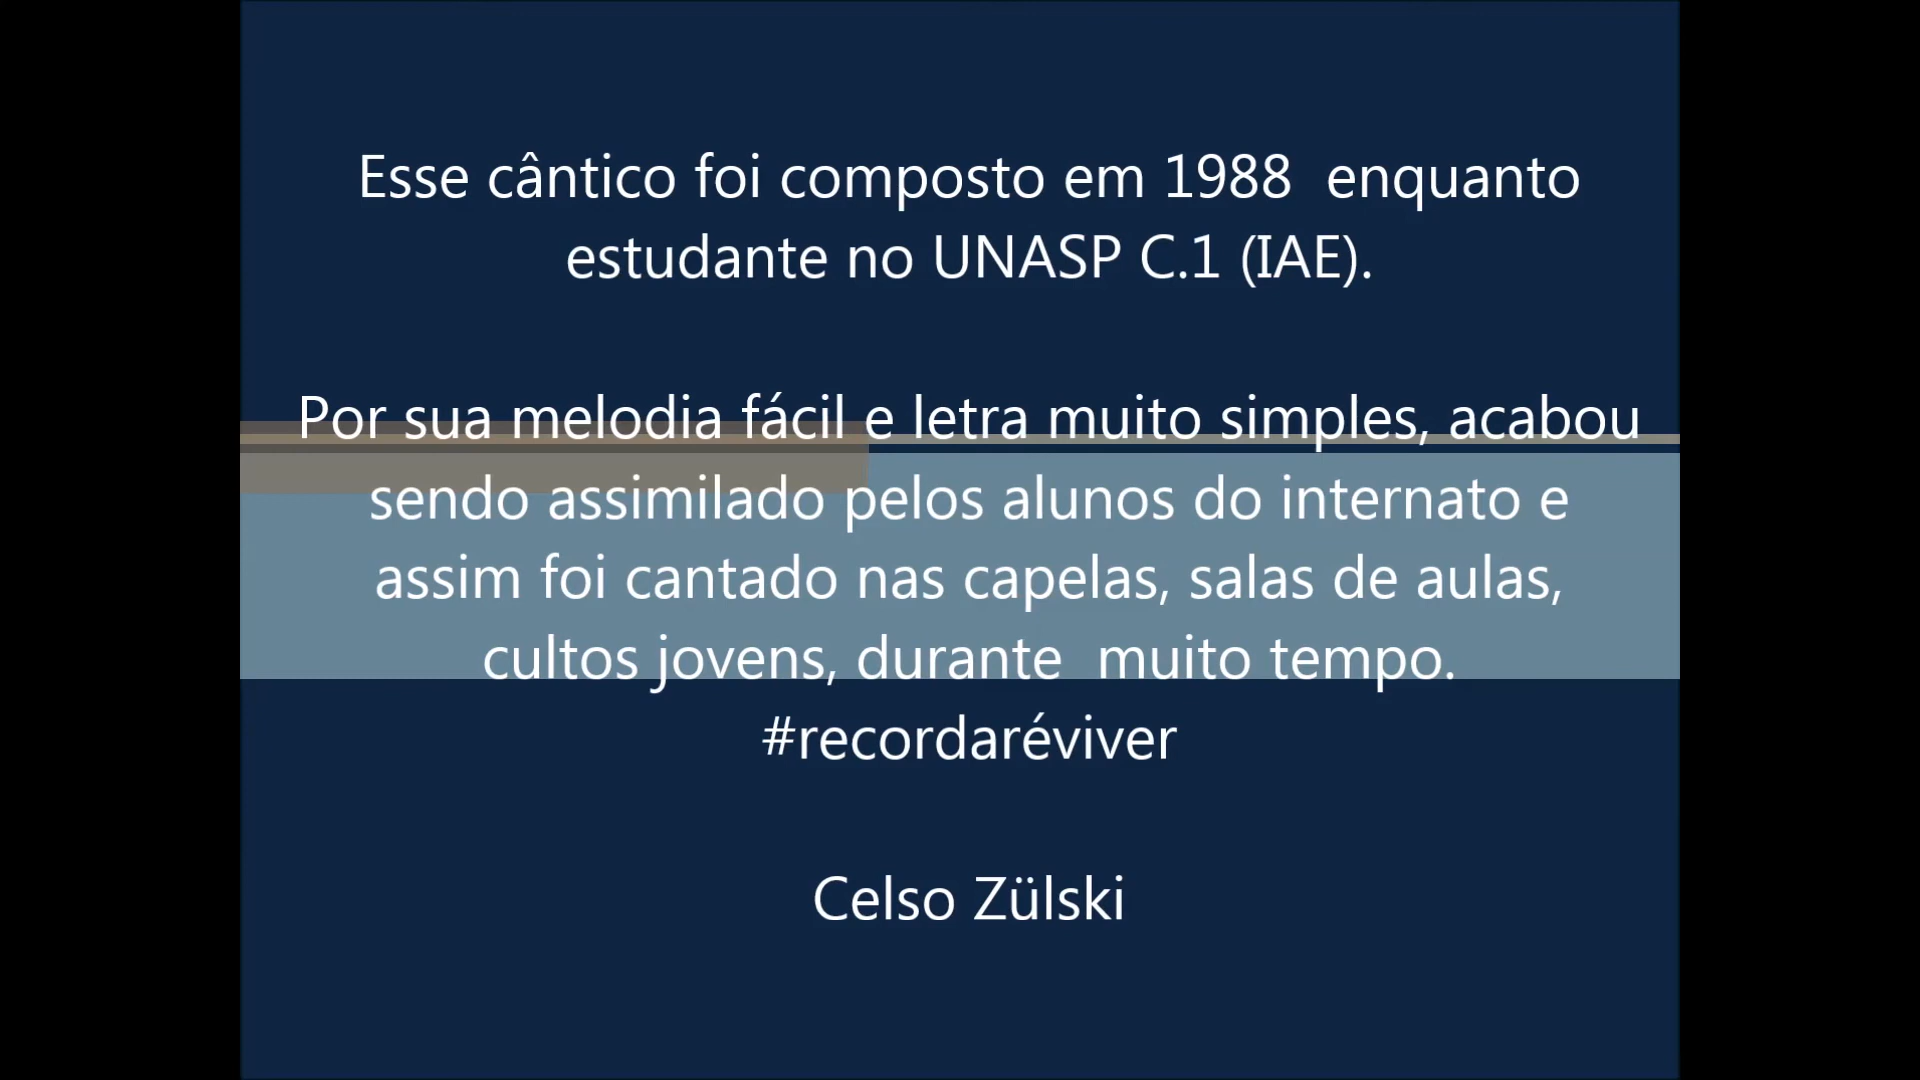 Esse cântico foi composto em 1988  enquanto
estudante no UNASP C.1 (IAE).
Por sua melodia fácil e letra muito simples, acabou
sendo assimilado pelos alunos do internato e
assim foi cantado nas capelas, salas de aulas,
cultos jovens, durante  muito tempo.
#recordaréviver
Celso Zülski